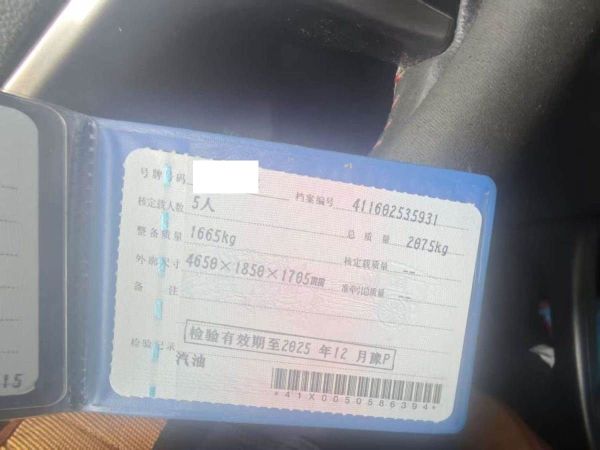 号牌号码
档案编号 411602535931
核定载人数 5人
总质量 2075kg
整备质量 1665kg
核定载质量 --
外廓尺寸 4650×1850×1705mm
准牵引总质量 --
备注
检验记录
检验有效期至2025 年12 月豫P
汽油
*41X0050586394*
15